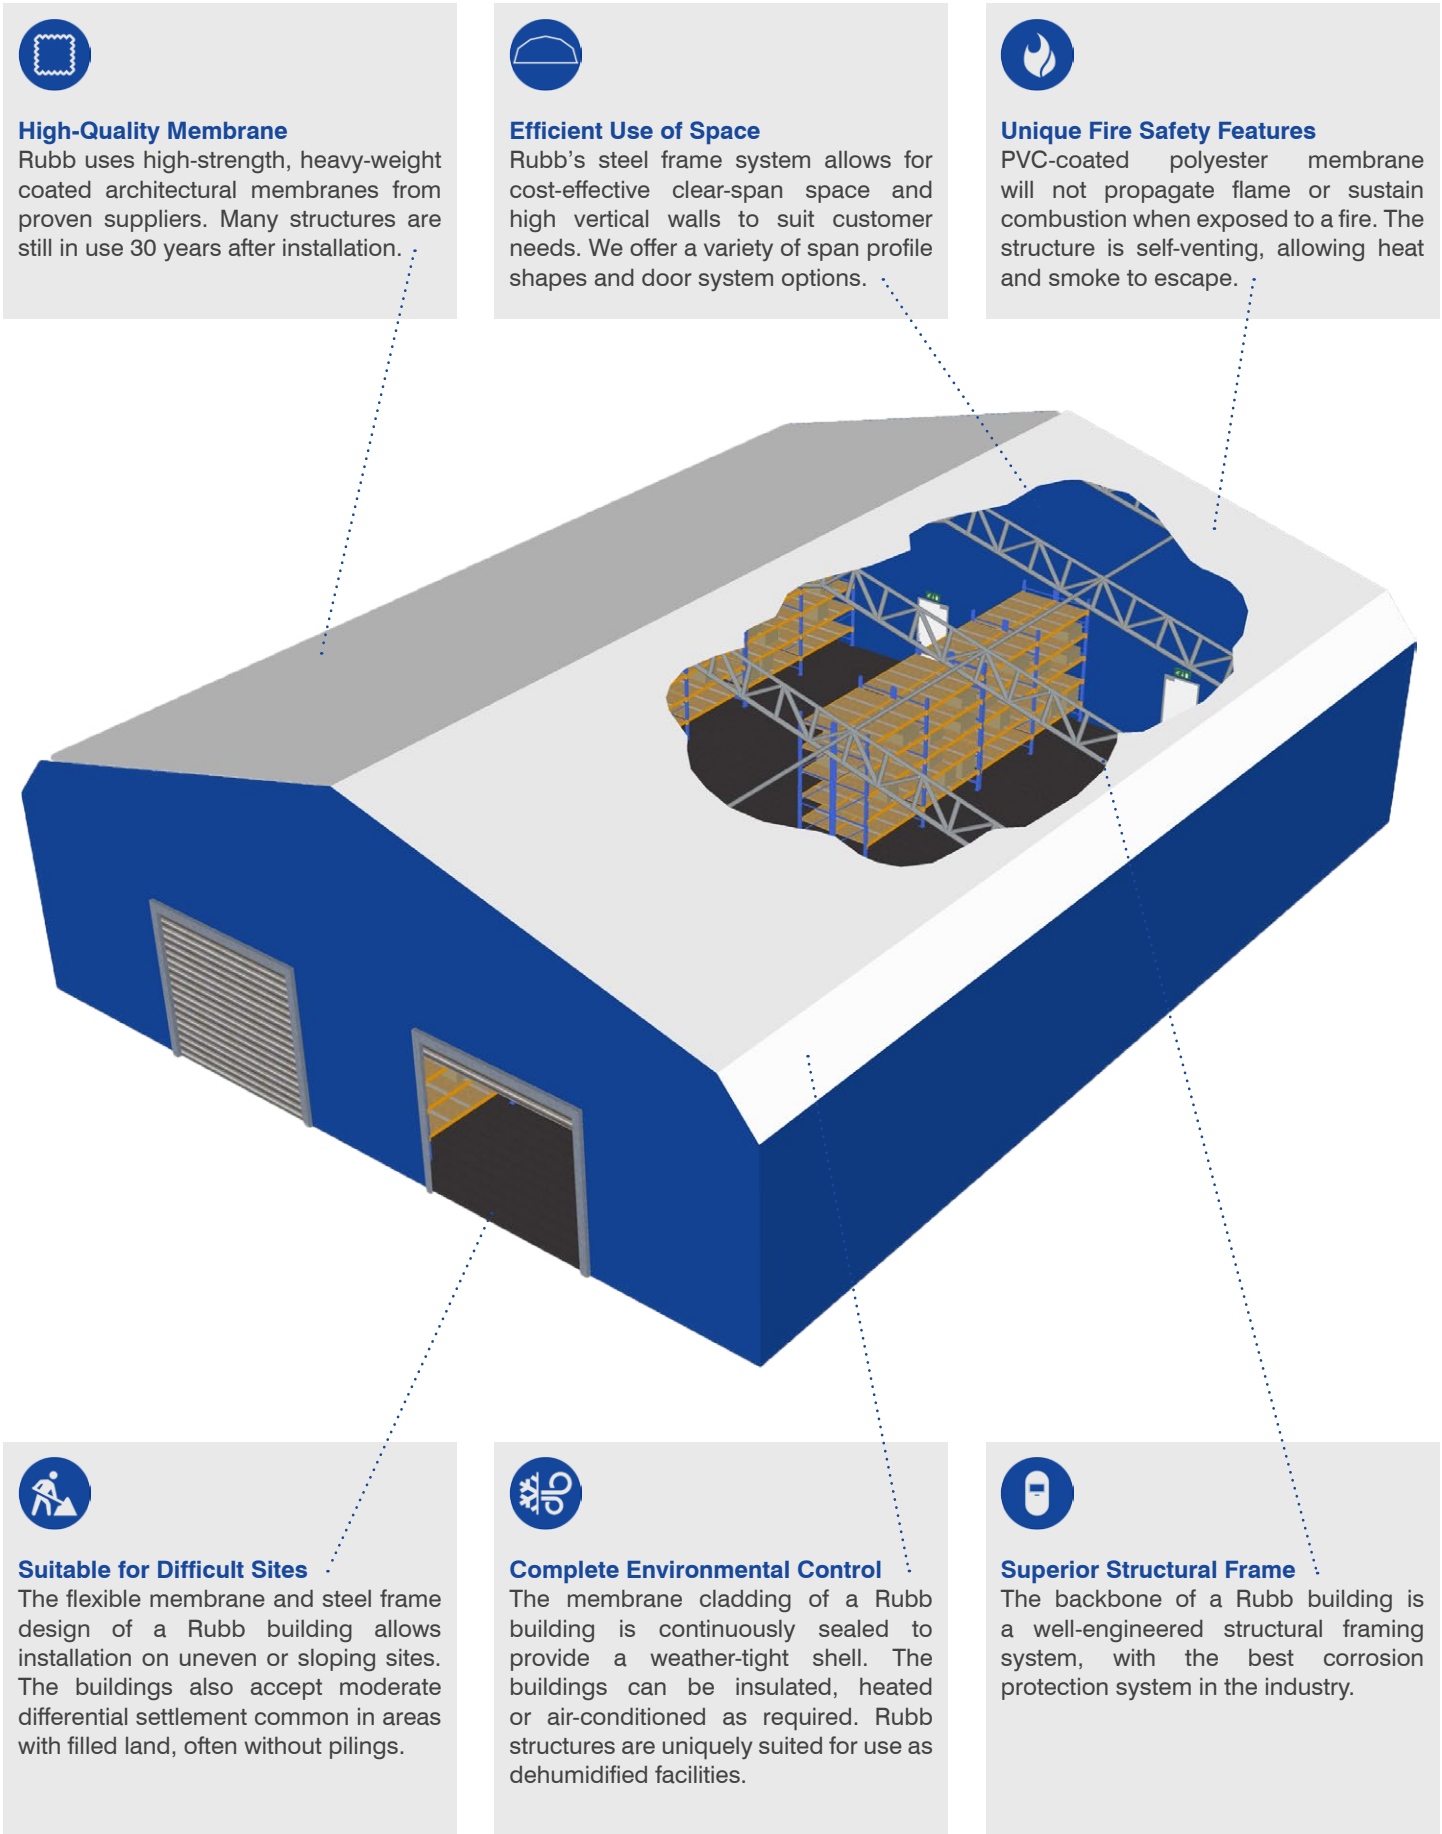 High-Quality Membrane
Rubb uses high-strength, heavy-weight
coated architectural membranes from
proven suppliers. Many structures are
still in use 30 years after installation.
Efficient Use of Space
Rubb's steel frame system allows for
cost-effective clear-span space and
high vertical walls to suit customer
needs. We offer a variety of span profile
shapes and door system options.
Unique Fire Safety Features
PVC-coated polyester membrane
will not propagate flame or sustain
combustion when exposed to a fire. The
structure is self-venting, allowing heat
and smoke to escape.
Suitable for Difficult Sites
The flexible membrane and steel frame
design of a Rubb building allows
installation on uneven or sloping sites.
The buildings also accept moderate
differential settlement common in areas
with filled land, often without pilings.
Complete Environmental Control
The membrane cladding of a Rubb
building is continuously sealed to
provide a weather-tight shell. The
buildings can be insulated, heated
or air-conditioned as required. Rubb
structures are uniquely suited for use as
dehumidified facilities.
Superior Structural Frame
The backbone of a Rubb building is
a well-engineered structural framing
system, with the best corrosion
protection system in the industry.